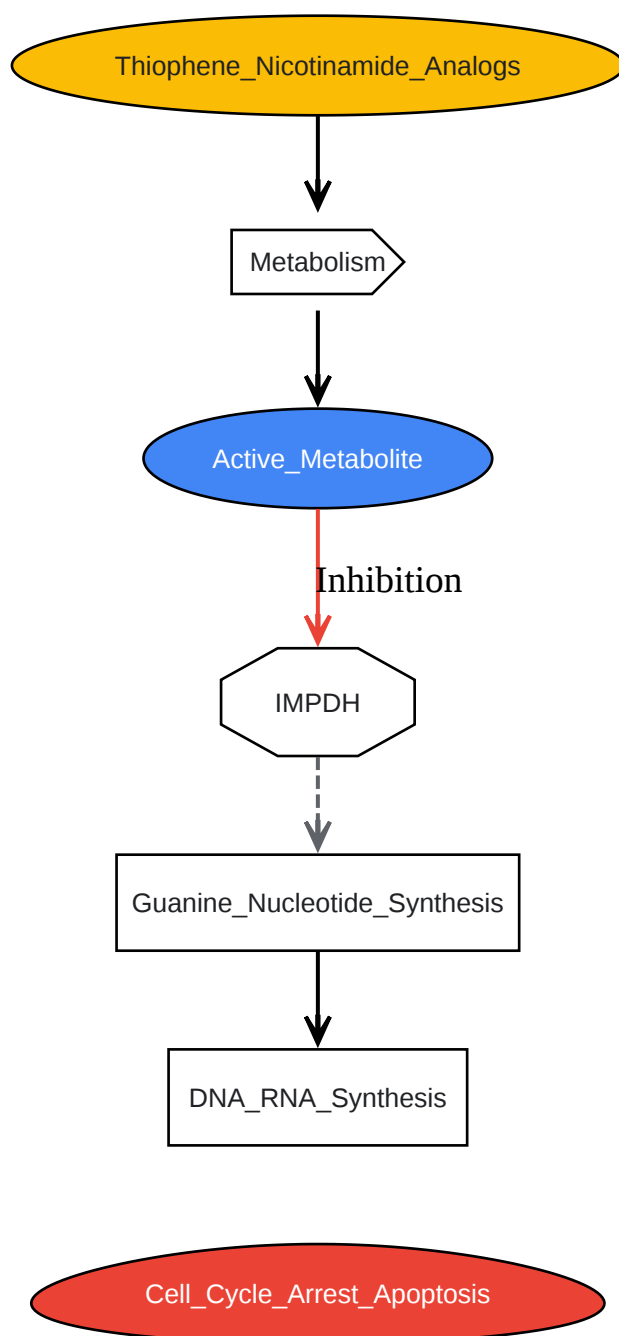 Thiophene_Nicotinamide_Analogs
Metabolism
Active_Metabolite
Inhibition
IMPDH
Guanine_Nucleotide_Synthesis
DNA_RNA_Synthesis
Cell_Cycle_Arrest_Apoptosis